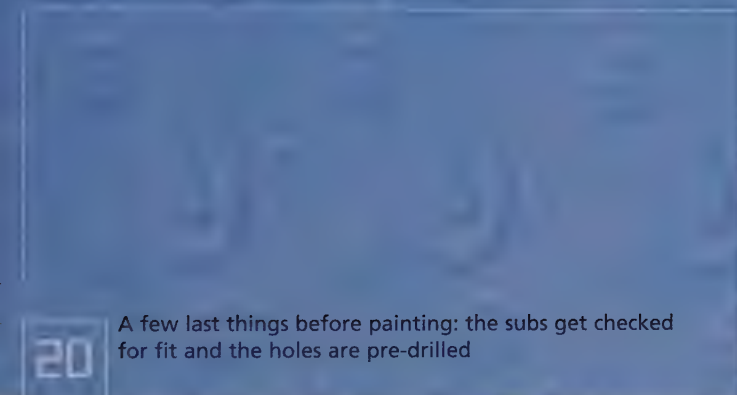 20
A few last things before painting: the subs get checked
for fit and the holes are pre-drilled